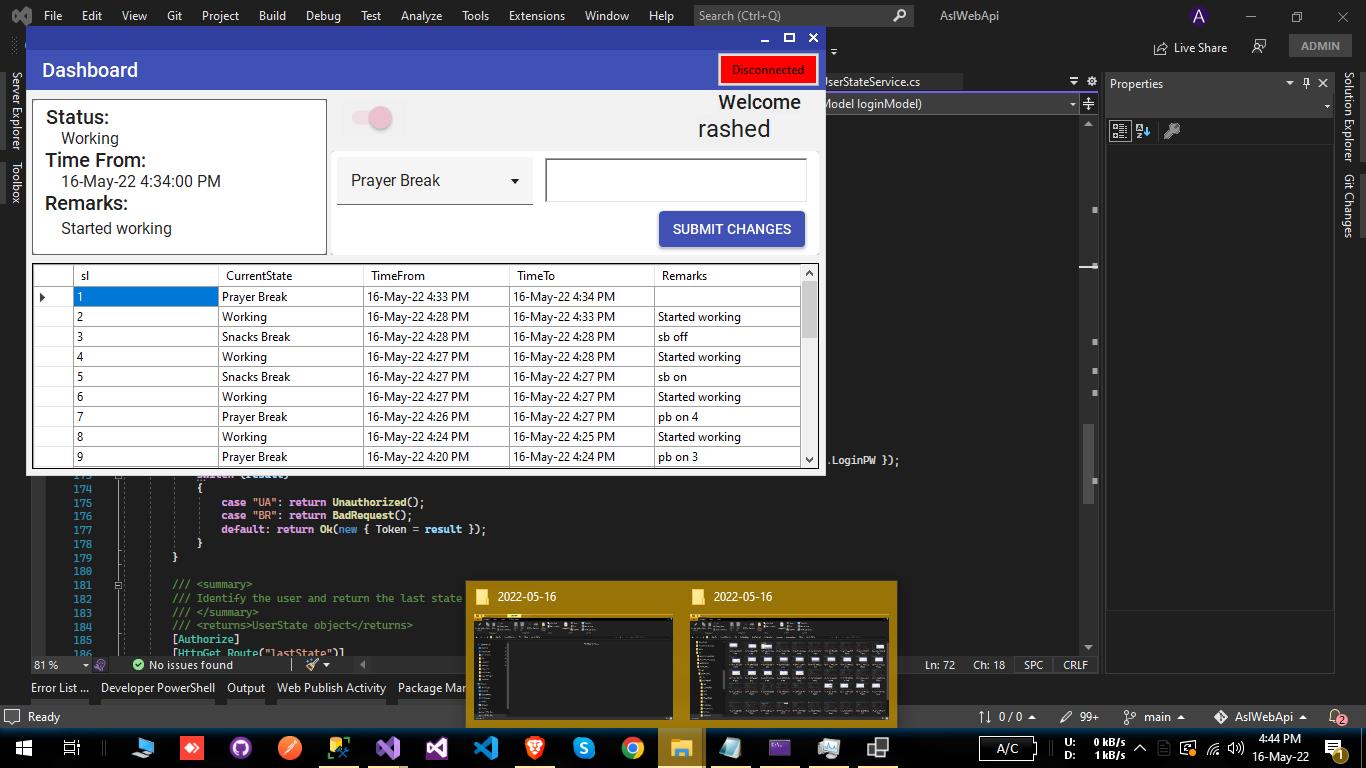 File Edit View Git Project Build Debug Test Analyze Tools Extensions Window Help Search (Ctrl+Q) AslWebApi A
Live Share ADMIN
Dashboard Disconnected
UserStateService.cs
Model loginModel)
Properties
Server Explorer
Toolbox
Solution Explorer
Git Changes
Status:
Working
Time From:
16-May-22 4:34:00 PM
Remarks:
Started working
Welcome
rashed
Prayer Break
SUBMIT CHANGES
sl CurrentState TimeFrom TimeTo Remarks
1 Prayer Break 16-May-22 4:33 PM 16-May-22 4:34 PM
2 Working 16-May-22 4:28 PM 16-May-22 4:33 PM Started working
3 Snacks Break 16-May-22 4:28 PM 16-May-22 4:28 PM sb off
4 Working 16-May-22 4:27 PM 16-May-22 4:28 PM Started working
5 Snacks Break 16-May-22 4:27 PM 16-May-22 4:27 PM sb on
6 Working 16-May-22 4:27 PM 16-May-22 4:27 PM Started working
7 Prayer Break 16-May-22 4:26 PM 16-May-22 4:27 PM pb on 4
8 Working 16-May-22 4:24 PM 16-May-22 4:25 PM Started working
9 Prayer Break 16-May-22 4:20 PM 16-May-22 4:24 PM pb on 3
.LoginPW });
174 {
175 case "UA": return Unauthorized();
176 case "BR": return BadRequest();
177 default: return Ok(new { Token = result });
178 }
179 }
180
181 /// <summary>
182 /// Identify the user and return the last state
183 /// </summary>
184 /// <returns>UserState object</returns>
185 [Authorize]
186 [HttpGet Route("lastState")]
2022-05-16 2022-05-16
81 % No issues found Ln: 72 Ch: 18 SPC CRLF
Error List ... Developer PowerShell Output Web Publish Activity Package Mar
Ready 0 / 0 99+ main AslWebApi 2
A/C U: 0 kB/s
D: 1 kB/s
4:44 PM
16-May-22
1